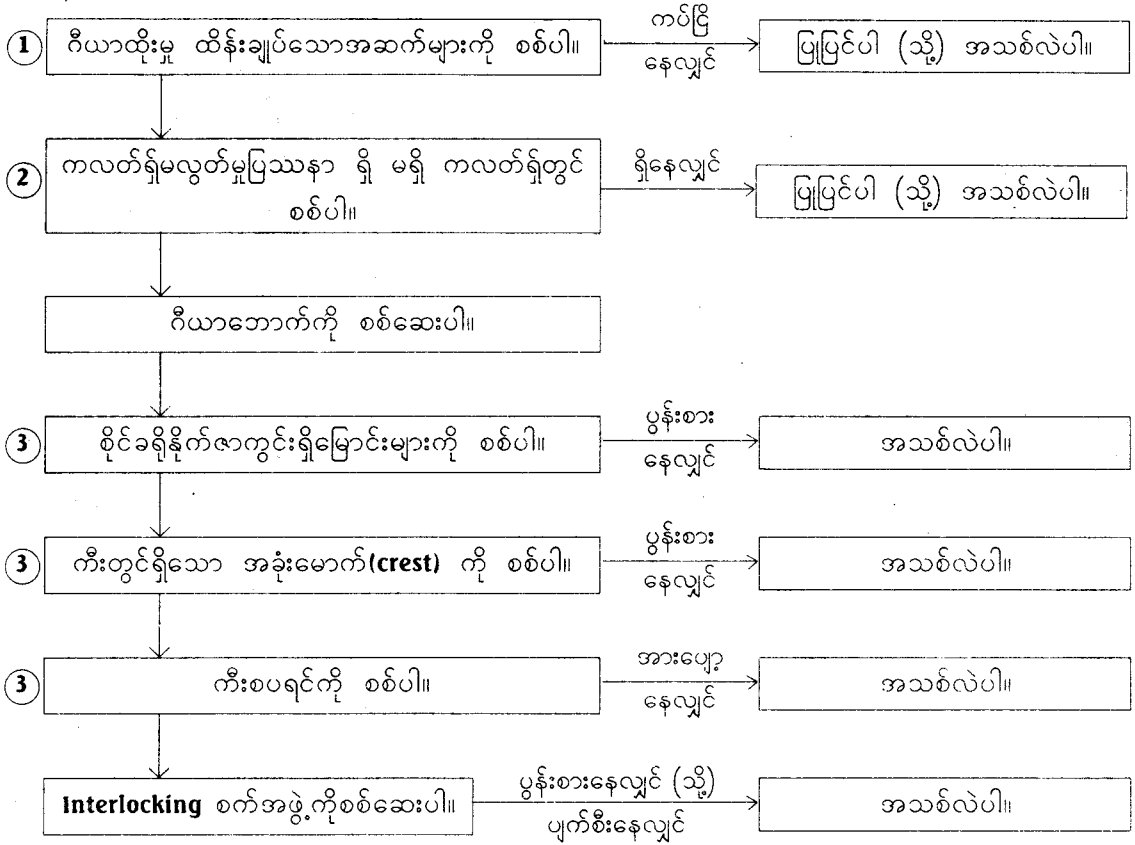 1 ဂီယာထိုးမှု ထိန်းချုပ်သောအဆက်များကို စစ်ပါ။
ကပ်ငြိ
နေလျှင်
ပြုပြင်ပါ (သို့) အသစ်လဲပါ။
2 ကလတ်ရှ်မလွတ်မှုပြဿနာ ရှိ မရှိ ကလတ်ရှ်တွင်
စစ်ပါ။
ရှိနေလျှင်
ပြုပြင်ပါ (သို့) အသစ်လဲပါ။
ဂီယာဘောက်ကို စစ်ဆေးပါ။
3 စိုင်ခရိုနိုက်ဇာကွင်းရှိမြောင်းများကို စစ်ပါ။
ပွန်းစား
နေလျှင်
အသစ်လဲပါ။
3 ကီးတွင်ရှိသော အခုံးမောက်(crest) ကို စစ်ပါ။
ပွန်းစား
နေလျှင်
အသစ်လဲပါ။
3 ကီးစပရင်ကို စစ်ပါ။
အားပျော့
နေလျှင်
အသစ်လဲပါ။
Interlocking စက်အဖွဲ့ကိုစစ်ဆေးပါ။
ပွန်းစားနေလျှင် (သို့)
ပျက်စီးနေလျှင်
အသစ်လဲပါ။